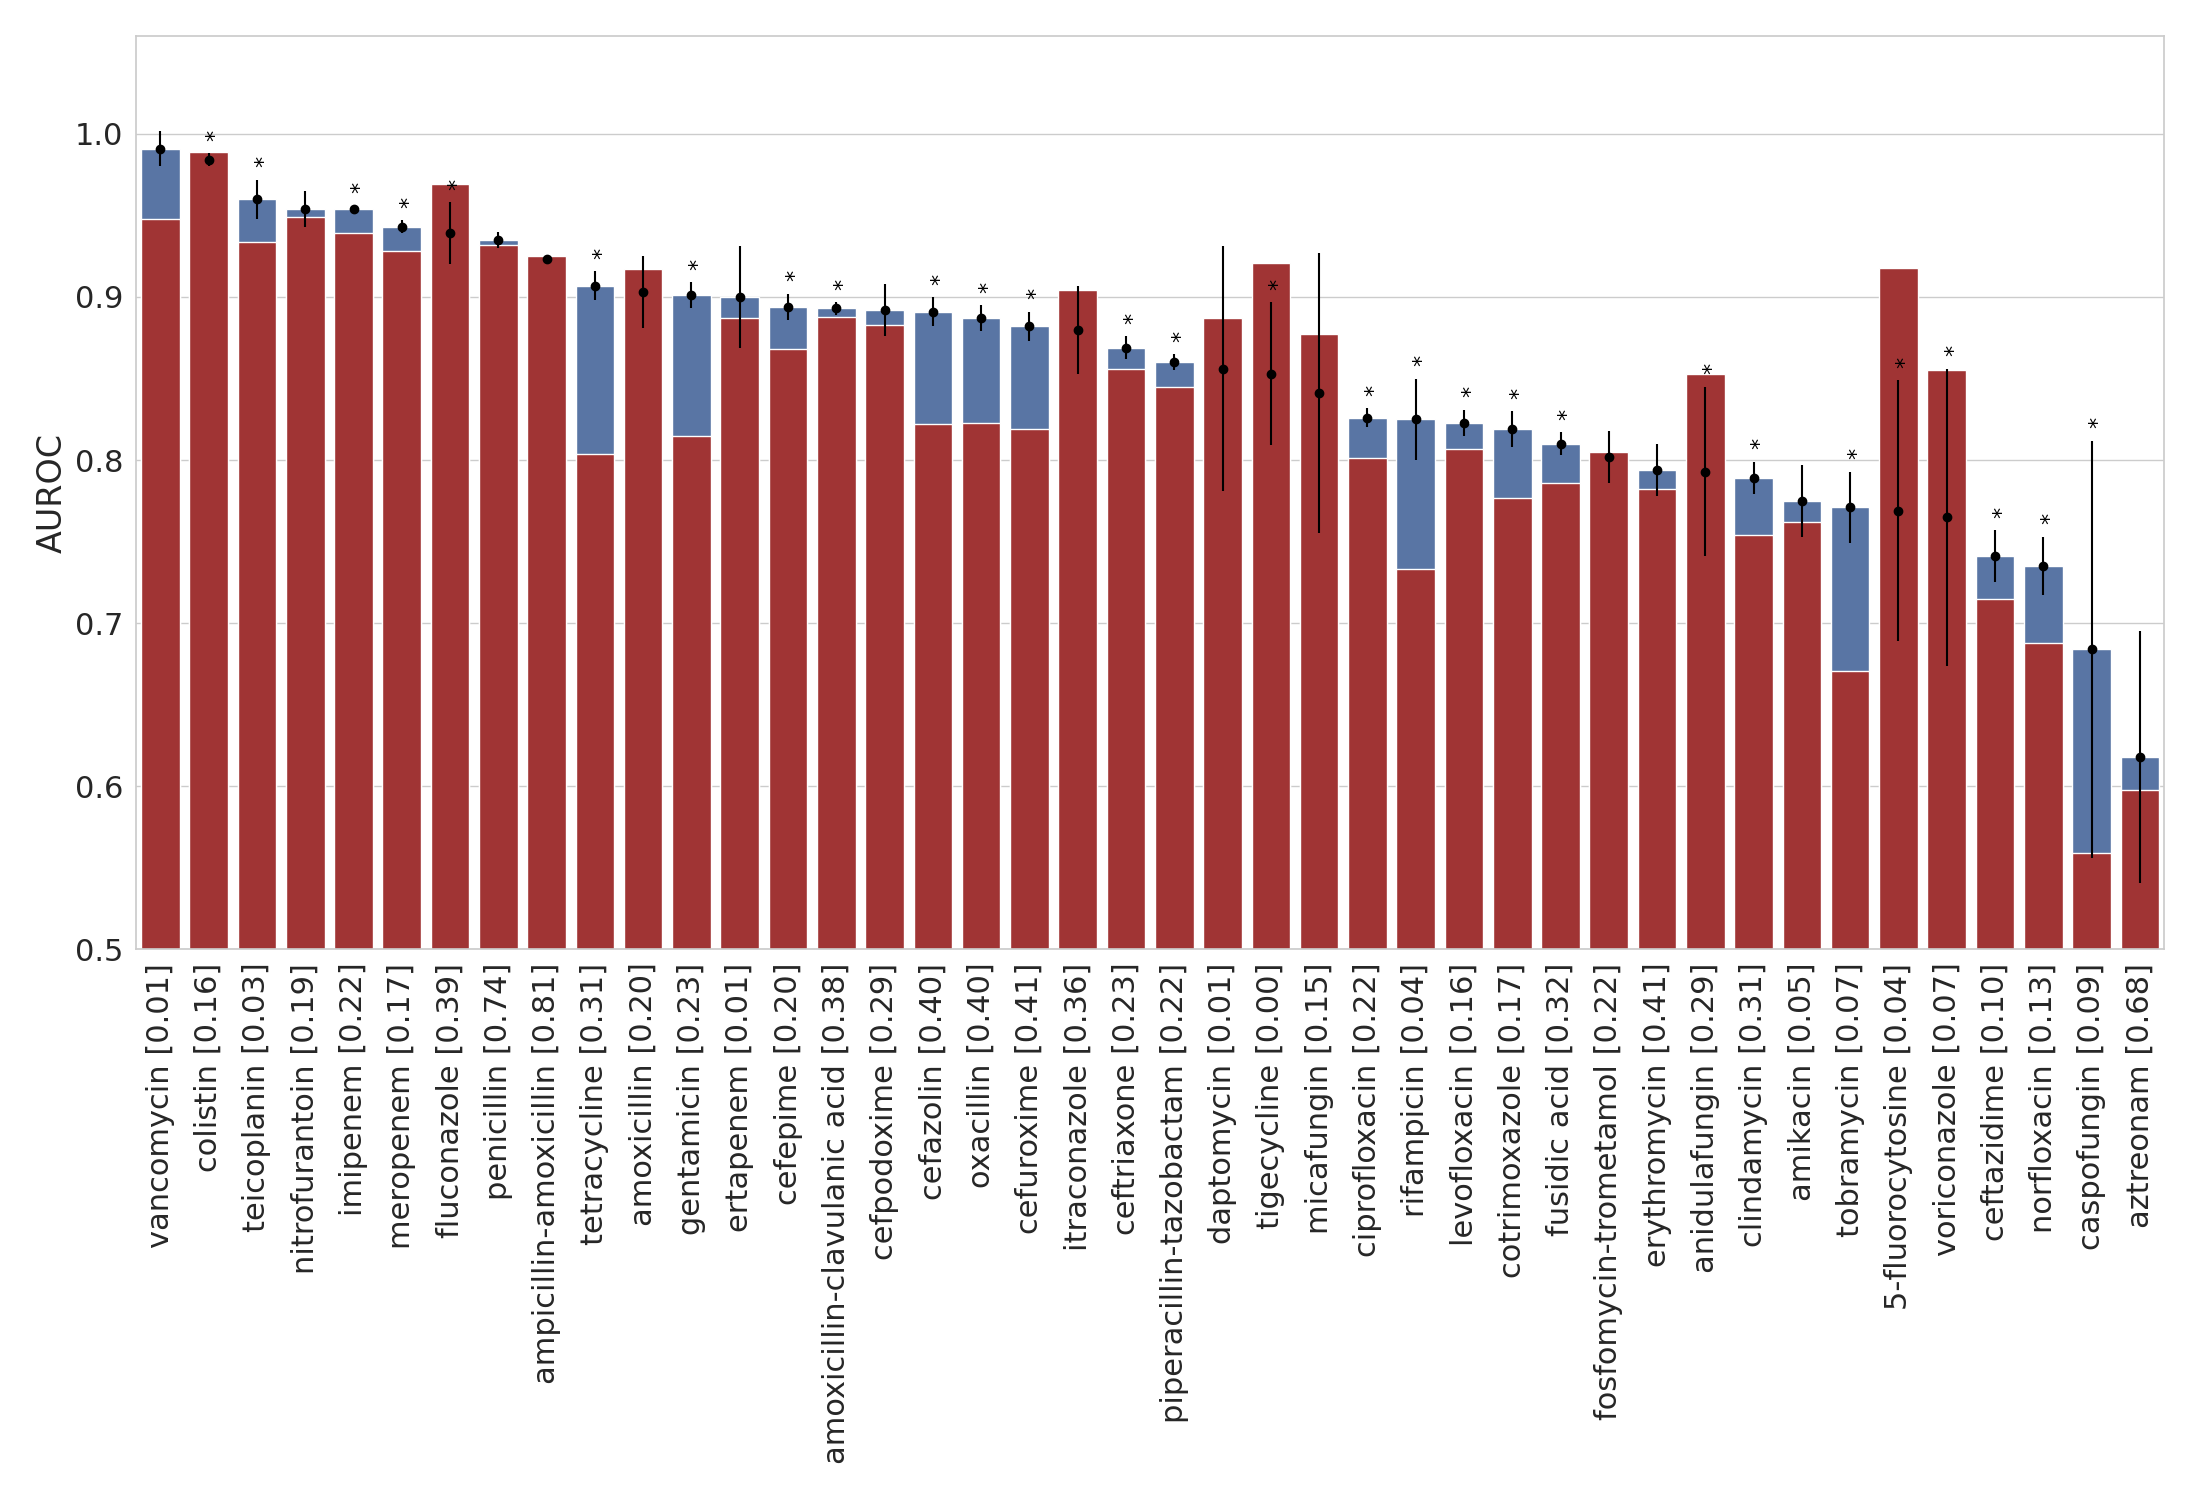 AUROC
1.0
0.9
0.8
0.7
0.6
0.5
* * * * * * * * * * * * * * * * * * * * * * * * * * *
vancomycin [0.01]
colistin [0.16]
teicoplanin [0.03]
nitrofurantoin [0.19]
imipenem [0.22]
meropenem [0.17]
fluconazole [0.39]
penicillin [0.74]
ampicillin-amoxicillin [0.81]
tetracycline [0.31]
amoxicillin [0.20]
gentamicin [0.23]
ertapenem [0.01]
cefepime [0.20]
amoxicillin-clavulanic acid [0.38]
cefpodoxime [0.29]
cefazolin [0.40]
oxacillin [0.40]
cefuroxime [0.41]
itraconazole [0.36]
ceftriaxone [0.23]
piperacillin-tazobactam [0.22]
daptomycin [0.01]
tigecycline [0.00]
micafungin [0.15]
ciprofloxacin [0.22]
rifampicin [0.04]
levofloxacin [0.16]
cotrimoxazole [0.17]
fusidic acid [0.32]
fosfomycin-trometamol [0.22]
erythromycin [0.41]
anidulafungin [0.29]
clindamycin [0.31]
amikacin [0.05]
tobramycin [0.07]
5-fluorocytosine [0.04]
voriconazole [0.07]
ceftazidime [0.10]
norfloxacin [0.13]
caspofungin [0.09]
aztreonam [0.68]